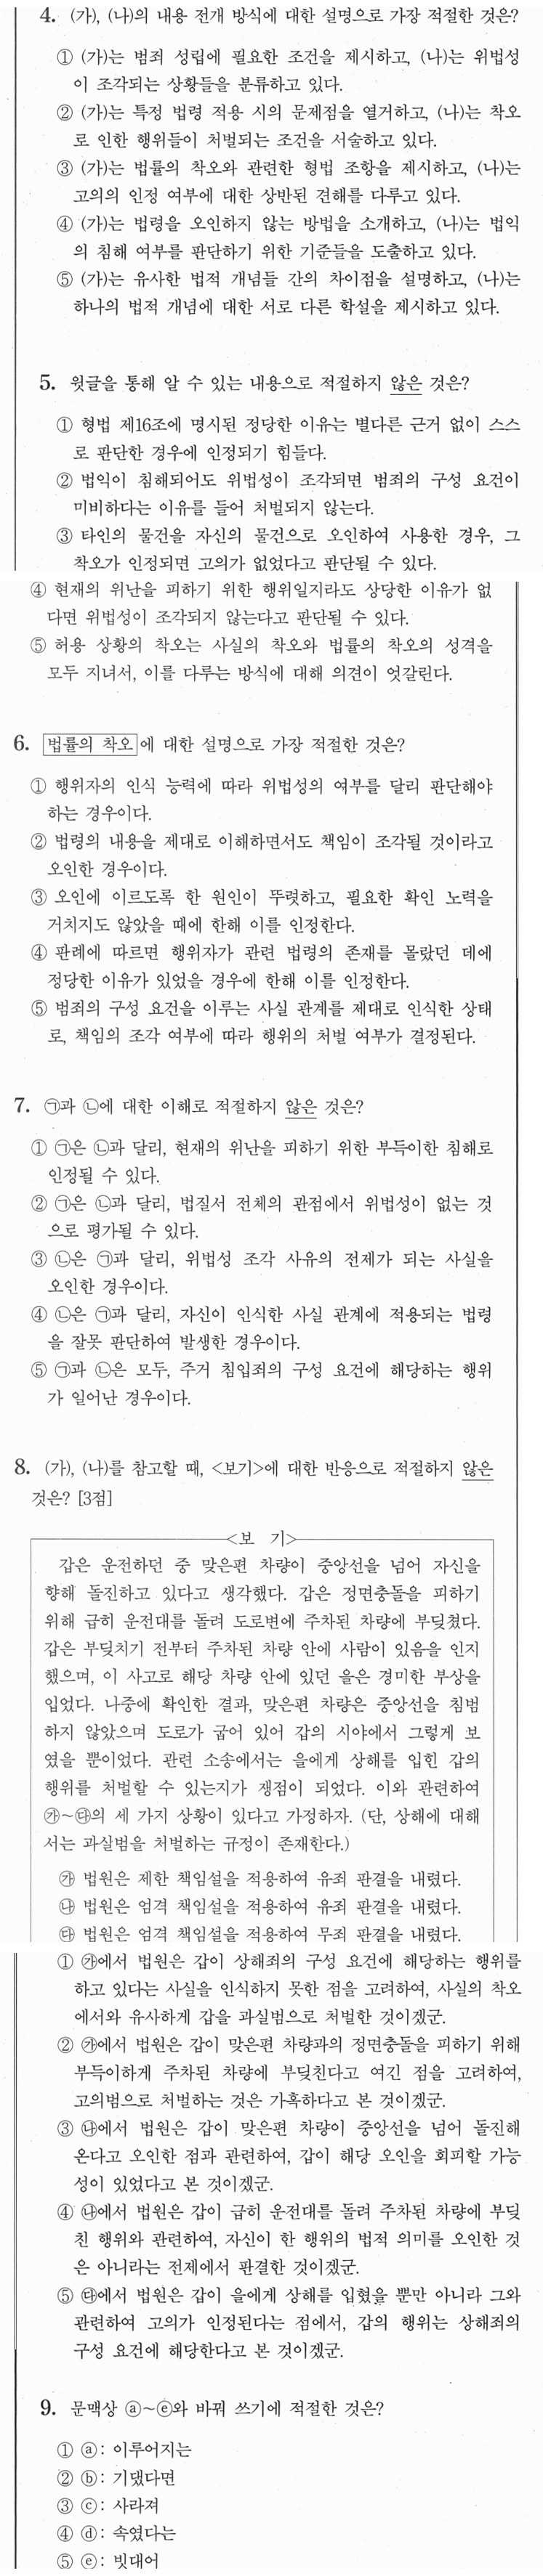 4. (가), (나)의 내용 전개 방식에 대한 설명으로 가장 적절한 것은?
① (가)는 범죄 성립에 필요한 조건을 제시하고, (나)는 위법성
이 조각되는 상황들을 분류하고 있다.
② (가)는 특정 법령 적용 시의 문제점을 열거하고, (나)는 착오
로 인한 행위들이 처벌되는 조건을 서술하고 있다.
③ (가)는 법률의 착오와 관련한 형법 조항을 제시하고, (나)는
고의의 인정 여부에 대한 상반된 견해를 다루고 있다.
④ (가)는 법령을 오인하지 않는 방법을 소개하고, (나)는 법익
의 침해 여부를 판단하기 위한 기준들을 도출하고 있다.
⑤ (가)는 유사한 법적 개념들 간의 차이점을 설명하고, (나)는
하나의 법적 개념에 대한 서로 다른 학설을 제시하고 있다.
5. 윗글을 통해 알 수 있는 내용으로 적절하지 않은 것은?
① 형법 제16조에 명시된 정당한 이유는 별다른 근거 없이 스스
로 판단한 경우에 인정되기 힘들다.
② 법익이 침해되어도 위법성이 조각되면 범죄의 구성 요건이
미비하다는 이유를 들어 처벌되지 않는다.
③ 타인의 물건을 자신의 물건으로 오인하여 사용한 경우, 그
착오가 인정되면 고의가 없었다고 판단될 수 있다.
④ 현재의 위난을 피하기 위한 행위일지라도 상당한 이유가 없
다면 위법성이 조각되지 않는다고 판단될 수 있다.
⑤ 허용 상황의 착오는 사실의 착오와 법률의 착오의 성격을
모두 지녀서, 이를 다루는 방식에 대해 의견이 엇갈린다.
6. 법률의 착오에 대한 설명으로 가장 적절한 것은?
① 행위자의 인식 능력에 따라 위법성의 여부를 달리 판단해야
하는 경우이다.
② 법령의 내용을 제대로 이해하면서도 책임이 조각될 것이라고
오인한 경우이다.
③ 오인에 이르도록 한 원인이 뚜렷하고, 필요한 확인 노력을
거치지도 않았을 때에 한해 이를 인정한다.
④ 판례에 따르면 행위자가 관련 법령의 존재를 몰랐던 데에
정당한 이유가 있었을 경우에 한해 이를 인정한다.
⑤ 범죄의 구성 요건을 이루는 사실 관계를 제대로 인식한 상태
로, 책임의 조각 여부에 따라 행위의 처벌 여부가 결정된다.
7. ㉠과 ㉡에 대한 이해로 적절하지 않은 것은?
① ㉠은 ㉡과 달리, 현재의 위난을 피하기 위한 부득이한 침해로
인정될 수 있다.
② ㉠은 ㉡과 달리, 법질서 전체의 관점에서 위법성이 없는 것
으로 평가될 수 있다.
③ ㉡은 ㉠과 달리, 위법성 조각 사유의 전제가 되는 사실을
오인한 경우이다.
④ ㉡은 ㉠과 달리, 자신이 인식한 사실 관계에 적용되는 법령
을 잘못 판단하여 발생한 경우이다.
⑤ ㉠과 ㉡은 모두, 주거 침입죄의 구성 요건에 해당하는 행위
가 일어난 경우이다.
8. (가), (나)를 참고할 때, <보기>에 대한 반응으로 적절하지 않은
것은? [3점]
<보 기>
갑은 운전하던 중 맞은편 차량이 중앙선을 넘어 자신을
향해 돌진하고 있다고 생각했다. 갑은 정면충돌을 피하기
위해 급히 운전대를 돌려 도로변에 주차된 차량에 부딪쳤다.
갑은 부딪치기 전부터 주차된 차량 안에 사람이 있음을 인지
했으며, 이 사고로 해당 차량 안에 있던 을은 경미한 부상을
입었다. 나중에 확인한 결과, 맞은편 차량은 중앙선을 침범
하지 않았으며 도로가 굽어 있어 갑의 시야에서 그렇게 보
였을 뿐이었다. 관련 소송에서는 을에게 상해를 입힌 갑의
행위를 처벌할 수 있는지가 쟁점이 되었다. 이와 관련하여
㉮~㉰의 세 가지 상황이 있다고 가정하자. (단, 상해에 대해
서는 과실범을 처벌하는 규정이 존재한다.)
㉮ 법원은 제한 책임설을 적용하여 유죄 판결을 내렸다.
㉯ 법원은 엄격 책임설을 적용하여 유죄 판결을 내렸다.
㉰ 법원은 엄격 책임설을 적용하여 무죄 판결을 내렸다.
① ㉮에서 법원은 갑이 상해죄의 구성 요건에 해당하는 행위를
하고 있다는 사실을 인식하지 못한 점을 고려하여, 사실의 착오
에서와 유사하게 갑을 과실범으로 처벌한 것이겠군.
② ㉮에서 법원은 갑이 맞은편 차량과의 정면충돌을 피하기 위해
부득이하게 주차된 차량에 부딪친다고 여긴 점을 고려하여,
고의범으로 처벌하는 것은 가혹하다고 본 것이겠군.
③ ㉯에서 법원은 갑이 맞은편 차량이 중앙선을 넘어 돌진해
온다고 오인한 점과 관련하여, 갑이 해당 오인을 회피할 가능
성이 있었다고 본 것이겠군.
④ ㉯에서 법원은 갑이 급히 운전대를 돌려 주차된 차량에 부딪
친 행위와 관련하여, 자신이 한 행위의 법적 의미를 오인한 것
은 아니라는 전제에서 판결한 것이겠군.
⑤ ㉰에서 법원은 갑이 을에게 상해를 입혔을 뿐만 아니라 그와
관련하여 고의가 인정된다는 점에서, 갑의 행위는 상해죄의
구성 요건에 해당한다고 본 것이겠군.
9. 문맥상 ⓐ~ⓔ와 바꿔 쓰기에 적절한 것은?
① ⓐ: 이루어지는
② ⓑ: 기댔다면
③ ⓒ: 사라져
④ ⓓ: 속였다는
⑤ ⓔ: 빗대어